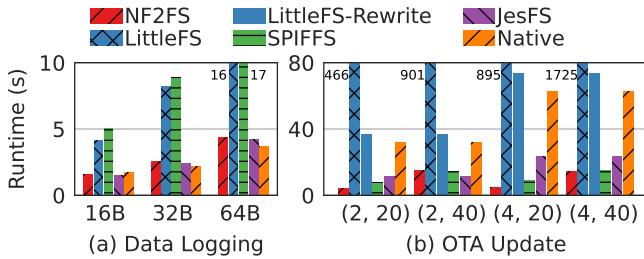 NF2FS LittleFS-Rewrite JesFS
LittleFS SPIFFS Native
Runtime (s)
10
5
0
16 17
16B 32B 64B
(a) Data Logging
80
40
0
466 901 895 1725
(2, 20) (2, 40) (4, 20) (4, 40)
(b) OTA Update